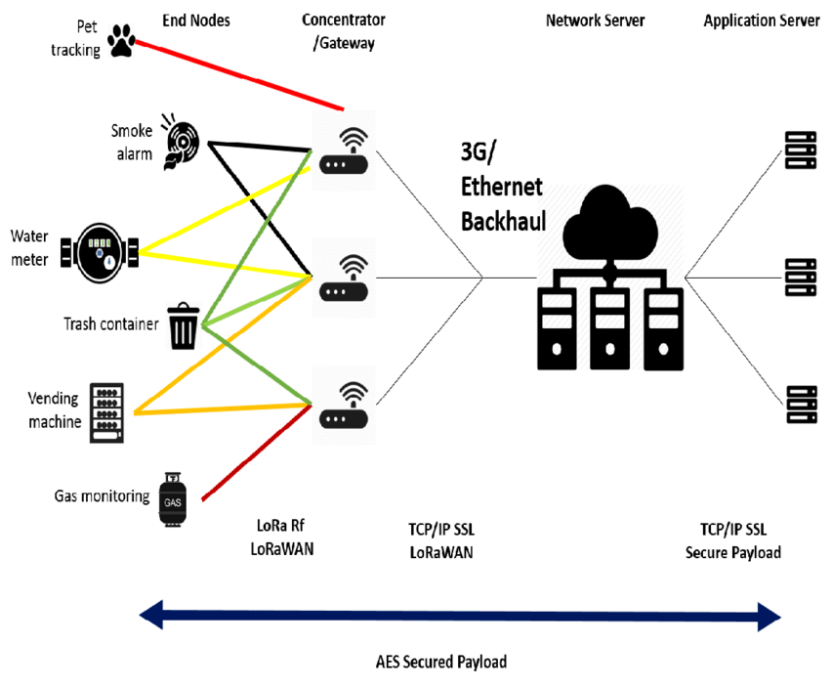 Pet
tracking
End Nodes
Concentrator
/Gateway
Network Server
Application Server
Smoke
alarm
3G/
Ethernet
Backhaul
Water
meter
Trash container
Vending
machine
Gas monitoring
GAS
LoRa Rf
LoRaWAN
TCP/IP SSL
LoRaWAN
TCP/IP SSL
Secure Payload
AES Secured Payload